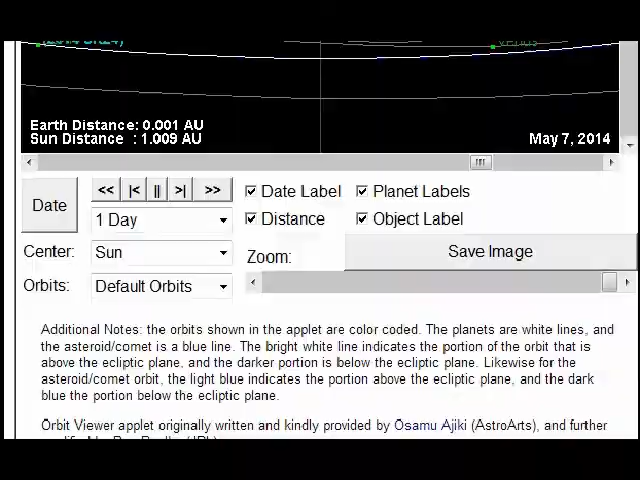 Venus
Earth Distance: 0.001 AU
Sun Distance : 1.009 AU
May 7, 2014
Date
<< |< || >| >>
Date Label
Planet Labels
1 Day
Distance
Object Label
Center: Sun
Zoom:
Save Image
Orbits: Default Orbits
Additional Notes: the orbits shown in the applet are color coded. The planets are white lines, and
the asteroid/comet is a blue line. The bright white line indicates the portion of the orbit that is
above the ecliptic plane, and the darker portion is below the ecliptic plane. Likewise for the
asteroid/comet orbit, the light blue indicates the portion above the ecliptic plane, and the dark
blue the portion below the ecliptic plane.
Orbit Viewer applet originally written and kindly provided by Osamu Ajiki (AstroArts), and further